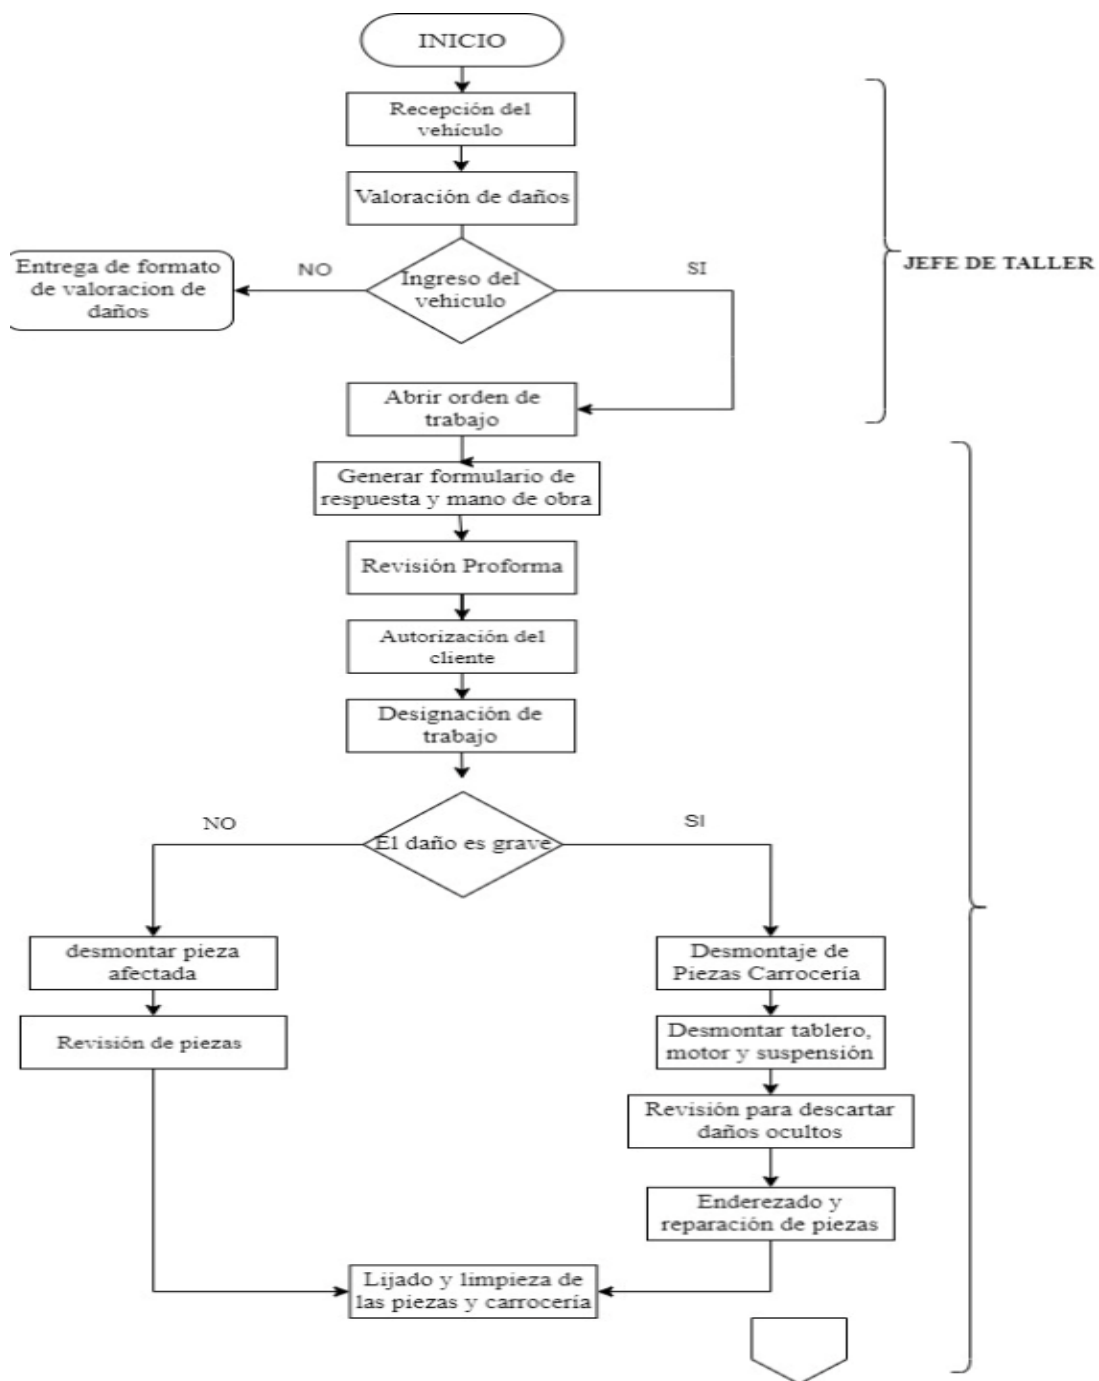 INICIO
Recepción del
vehículo
Valoración de daños
Entrega de formato
de valoracion de
daños
NO
Ingreso del
vehiculo
SI
JEFE DE TALLER
Abrir orden de
trabajo
Generar formulario de
respuesta y mano de obra
Revisión Proforma
Autorización del
cliente
Designación de
trabajo
NO
El daño es grave
SI
desmontar pieza
afectada
Revisión de piezas
Desmontaje de
Piezas Carrocería
Desmontar tablero,
motor y suspensión
Revisión para descartar
daños ocultos
Enderezado y
reparación de piezas
Lijado y limpieza de
las piezas y carrocería